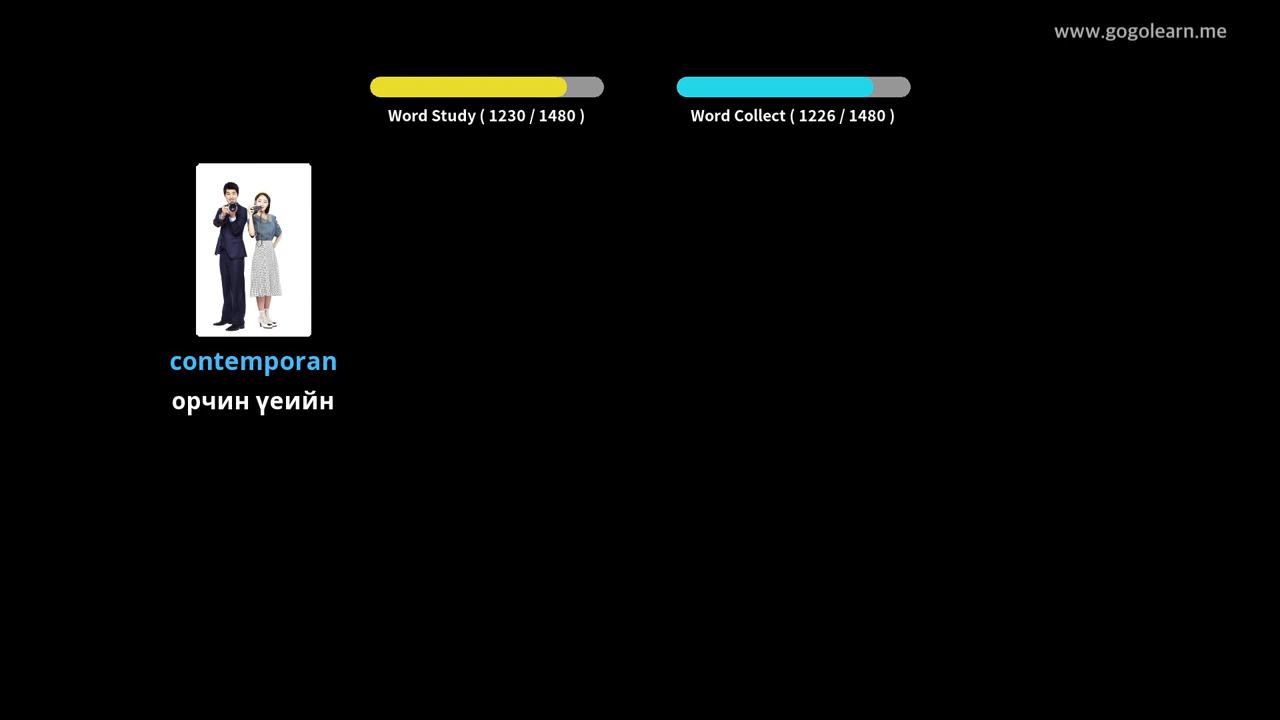 www.gogolearn.me
Word Study ( 1230 / 1480 )
Word Collect ( 1226 / 1480 )
contemporan
орчин үеийн